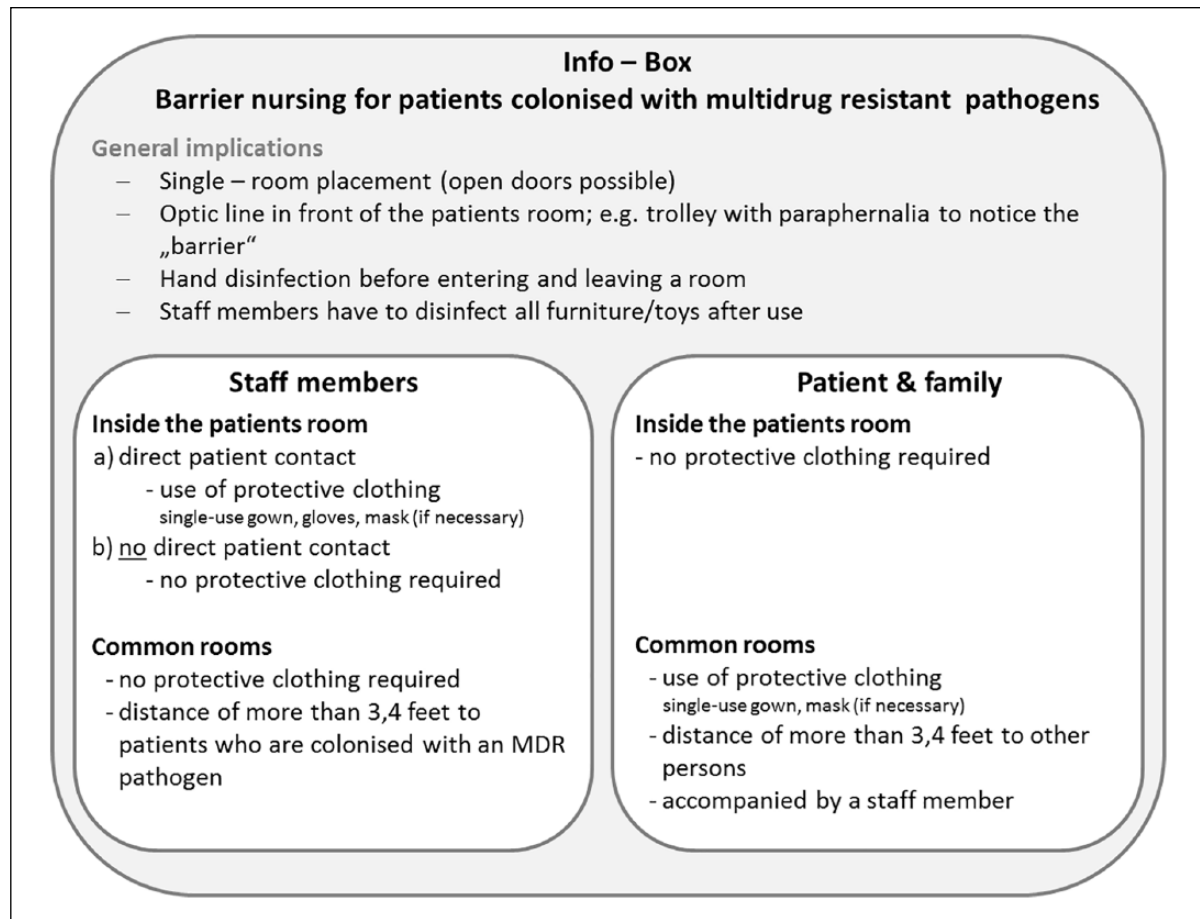 Info – Box
Barrier nursing for patients colonised with multidrug resistant pathogens
General implications
– Single – room placement (open doors possible)
– Optic line in front of the patients room; e.g. trolley with paraphernalia to notice the
„barrier“
– Hand disinfection before entering and leaving a room
– Staff members have to disinfect all furniture/toys after use
Staff members
Inside the patients room
a) direct patient contact
- use of protective clothing
single-use gown, gloves, mask (if necessary)
b) no direct patient contact
- no protective clothing required
Common rooms
- no protective clothing required
- distance of more than 3,4 feet to
patients who are colonised with an MDR
pathogen
Patient & family
Inside the patients room
- no protective clothing required
Common rooms
- use of protective clothing
single-use gown, mask (if necessary)
- distance of more than 3,4 feet to other
persons
- accompanied by a staff member